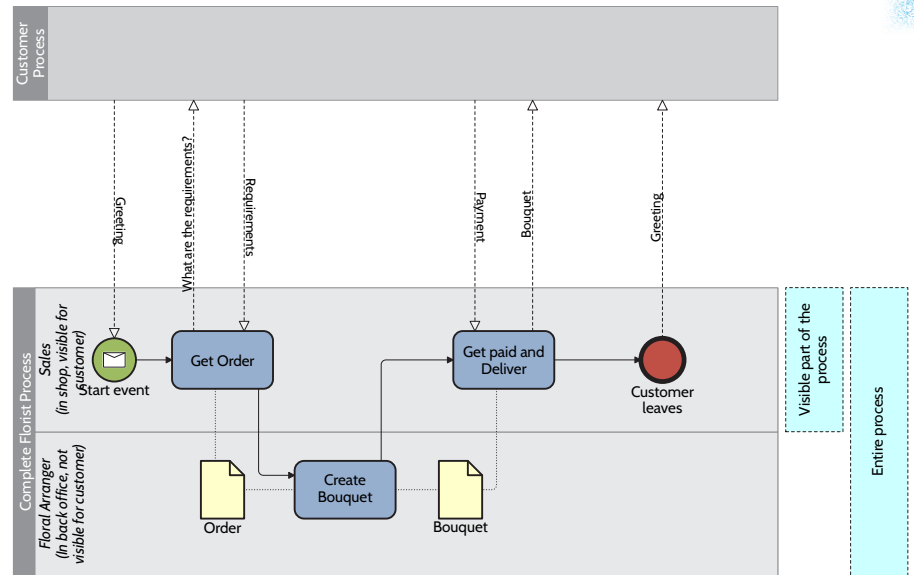 Customer
Process
Greeting
What are the requirements?
Requirements
Payment
Bouquet
Greeting
Complete Florist Process
Sales
(in shop, visible for
customer)
Start event
Get Order
Get paid and
Deliver
Customer
leaves
Floral Arranger
(In back office, not
visible for customer)
Order
Create
Bouquet
Bouquet
Visible part of the
process
Entire process